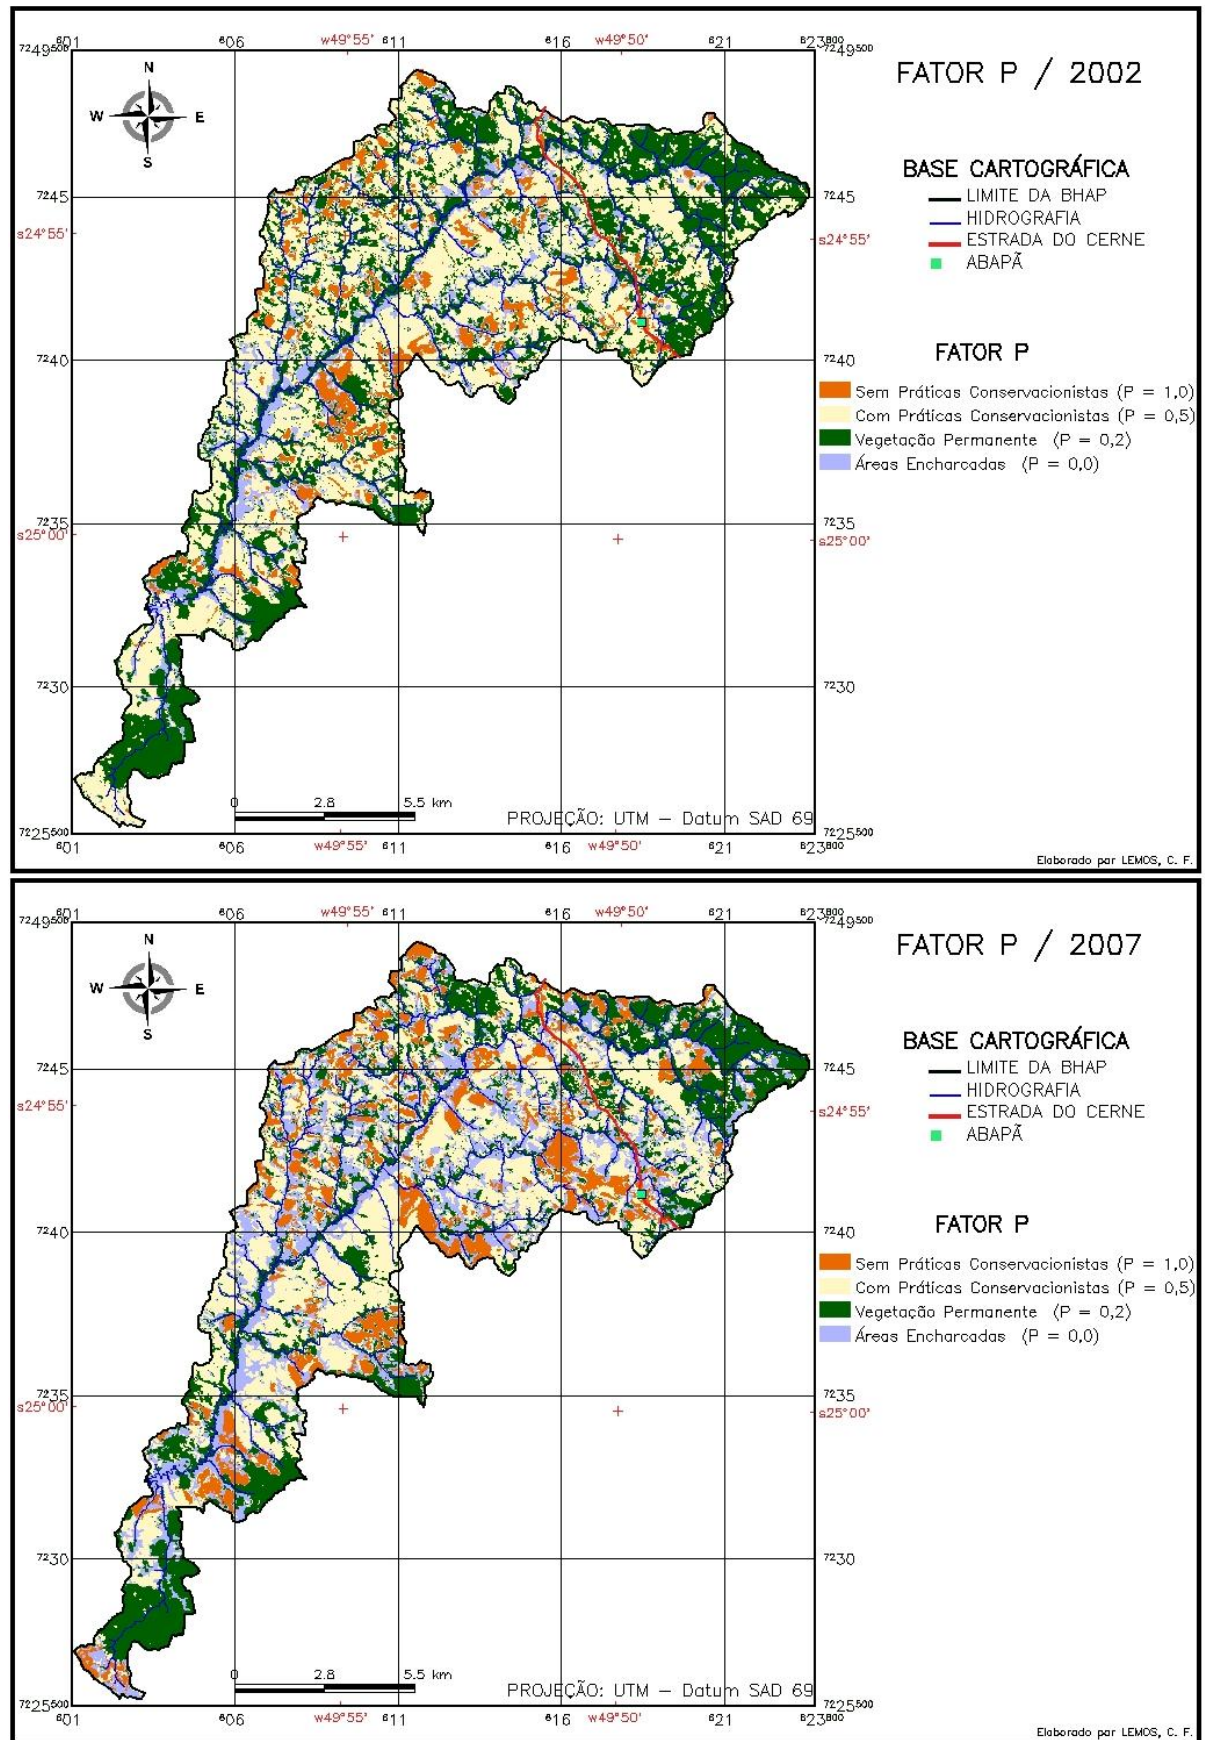 7249500
601
606
w49°55'
611
616
w49°50'
621
623800
7249500
N
W E
S
FATOR P / 2002
BASE CARTOGRÁFICA
LIMITE DA BHAP
HIDROGRAFIA
ESTRADA DO CERNE
ABAPÃ
7245
7245
s24°55'
s24°55'
FATOR P
7240
7240
Sem Práticas Conservacionistas (P = 1,0)
Com Práticas Conservacionistas (P = 0,5)
Vegetação Permanente (P = 0,2)
Áreas Encharcadas (P = 0,0)
7235
7235
s25°00'
s25°00'
7230
7230
0 2.8 5.5 km
PROJEÇÃO: UTM – Datum SAD 69
7225500
7225500
601
606
w49°55'
611
616
w49°50'
621
623800
Elaborado por LEMOS, C. F.
7249500
601
606
w49°55'
611
616
w49°50'
621
623800
7249500
N
W E
S
FATOR P / 2007
BASE CARTOGRÁFICA
LIMITE DA BHAP
HIDROGRAFIA
ESTRADA DO CERNE
ABAPÃ
7245
7245
s24°55'
s24°55'
FATOR P
7240
7240
Sem Práticas Conservacionistas (P = 1,0)
Com Práticas Conservacionistas (P = 0,5)
Vegetação Permanente (P = 0,2)
Áreas Encharcadas (P = 0,0)
7235
7235
s25°00'
s25°00'
7230
7230
0 2.8 5.5 km
PROJEÇÃO: UTM – Datum SAD 69
7225500
7225500
601
606
w49°55'
611
616
w49°50'
621
623800
Elaborado por LEMOS, C. F.